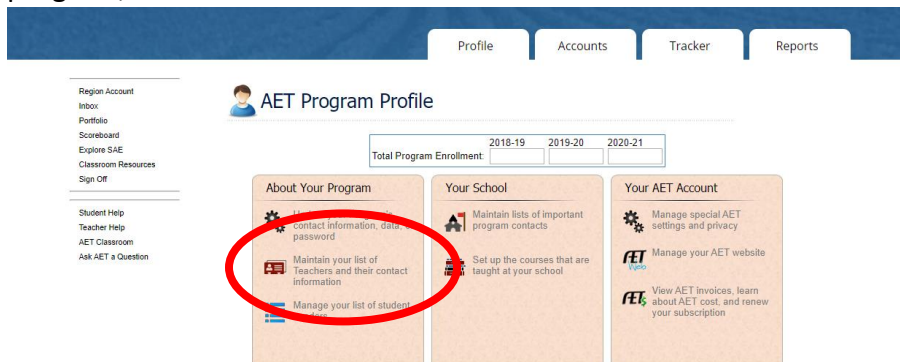 Profile Accounts Tracker Reports
Region Account
Inbox
Portfolio
Scoreboard
Explore SAE
Classroom Resources
Sign Off
Student Help
Teacher Help
AET Classroom
Ask AET a Question
AET Program Profile
2018-19 2019-20 2020-21
Total Program Enrollment:
About Your Program
contact information, data,
password
Maintain your list of
Teachers and their contact
information
Manage your list of student
Your School
Maintain lists of important
program contacts
Set up the courses that are
taught at your school
Your AET Account
Manage special AET
settings and privacy
AET
Manage your AET website
AET$
View AET invoices, learn
about AET cost, and renew
your subscription